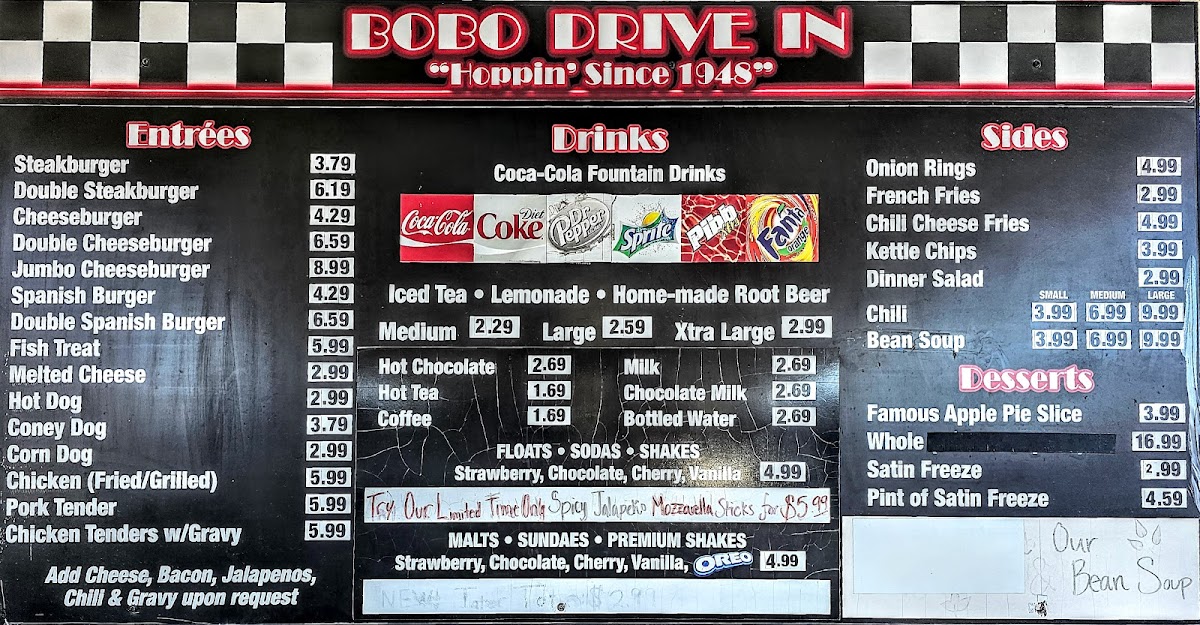 BOBO DRIVE IN
"Hoppin' Since 1948"
Entrées
Steakburger 3.79
Double Steakburger 6.19
Cheeseburger 4.29
Double Cheeseburger 6.59
Jumbo Cheeseburger 8.99
Spanish Burger 4.29
Double Spanish Burger 6.59
Fish Treat 5.99
Melted Cheese 2.99
Hot Dog 2.99
Coney Dog 3.79
Corn Dog 2.99
Chicken (Fried/Grilled) 5.99
Pork Tender 5.99
Chicken Tenders w/Gravy 5.99
Add Cheese, Bacon, Jalapenos,
Chili & Gravy upon request
Drinks
Coca-Cola Fountain Drinks
Coca-Cola Diet Coke Dr Pepper Sprite Pibb Fanta orange
Iced Tea • Lemonade • Home-made Root Beer
Medium 2.29 Large 2.59 Xtra Large 2.99
Hot Chocolate 2.69 Milk 2.69
Hot Tea 1.69 Chocolate Milk 2.69
Coffee 1.69 Bottled Water 2.69
FLOATS • SODAS • SHAKES
Strawberry, Chocolate, Cherry, Vanilla 4.99
Try Our Limited Time Only Spicy Jalapeño Mozzarella Sticks for $5.99
MALTS • SUNDAES • PREMIUM SHAKES
Strawberry, Chocolate, Cherry, Vanilla, OREO 4.99
NEW! Tater Tots $2.9
Sides
Onion Rings 4.99
French Fries 2.99
Chili Cheese Fries 4.99
Kettle Chips 3.99
Dinner Salad 2.99
SMALL MEDIUM LARGE
Chili 3.99 6.99 9.99
Bean Soup 3.99 6.99 9.99
Desserts
Famous Apple Pie Slice 3.99
Whole 16.99
Satin Freeze 2.99
Pint of Satin Freeze 4.59
Our
Bean Soup